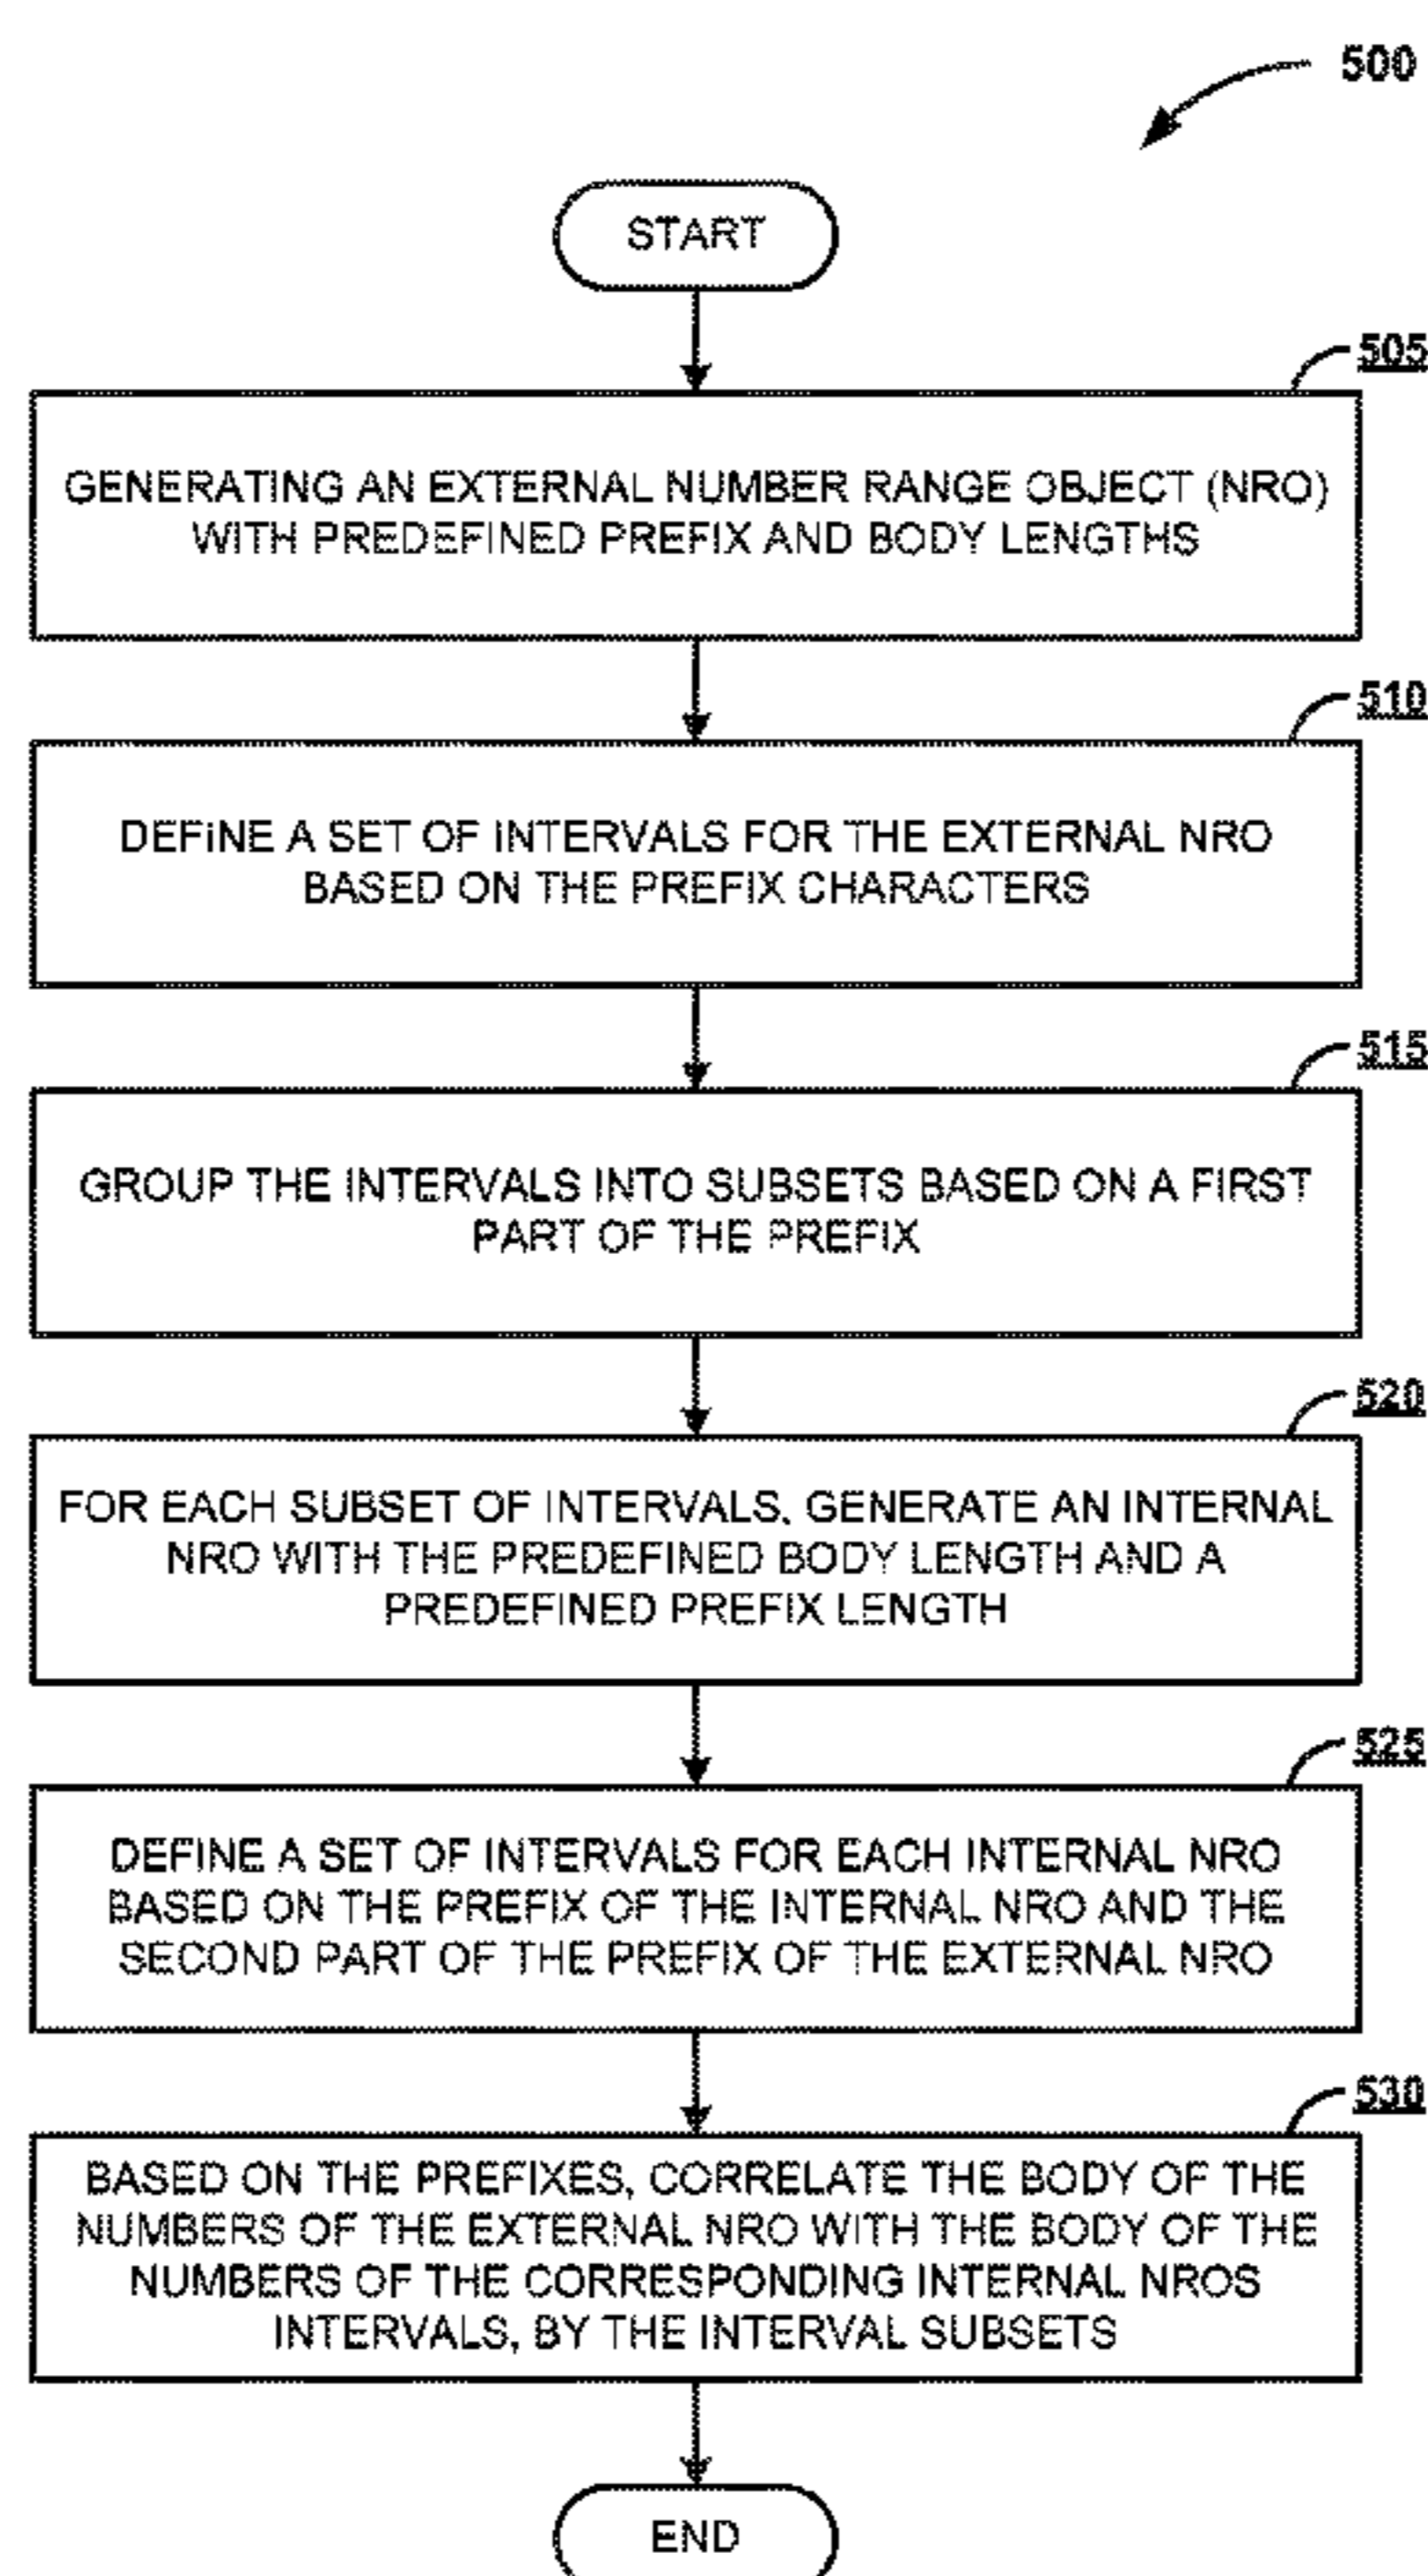 500
START
505
GENERATING AN EXTERNAL NUMBER RANGE OBJECT (NRO)
WITH PREDEFINED PREFIX AND BODY LENGTHS
510
DEFINE A SET OF INTERVALS FOR THE EXTERNAL NRO
BASED ON THE PREFIX CHARACTERS
515
GROUP THE INTERVALS INTO SUBSETS BASED ON A FIRST
PART OF THE PREFIX
520
FOR EACH SUBSET OF INTERVALS, GENERATE AN INTERNAL
NRO WITH THE PREDEFINED BODY LENGTH AND A
PREDEFINED PREFIX LENGTH
525
DEFINE A SET OF INTERVALS FOR EACH INTERNAL NRO
BASED ON THE PREFIX OF THE INTERNAL NRO AND THE
SECOND PART OF THE PREFIX OF THE EXTERNAL NRO
530
BASED ON THE PREFIXES, CORRELATE THE BODY OF THE
NUMBERS OF THE EXTERNAL NRO WITH THE BODY OF THE
NUMBERS OF THE CORRESPONDING INTERNAL NROS
INTERVALS, BY THE INTERVAL SUBSETS
END